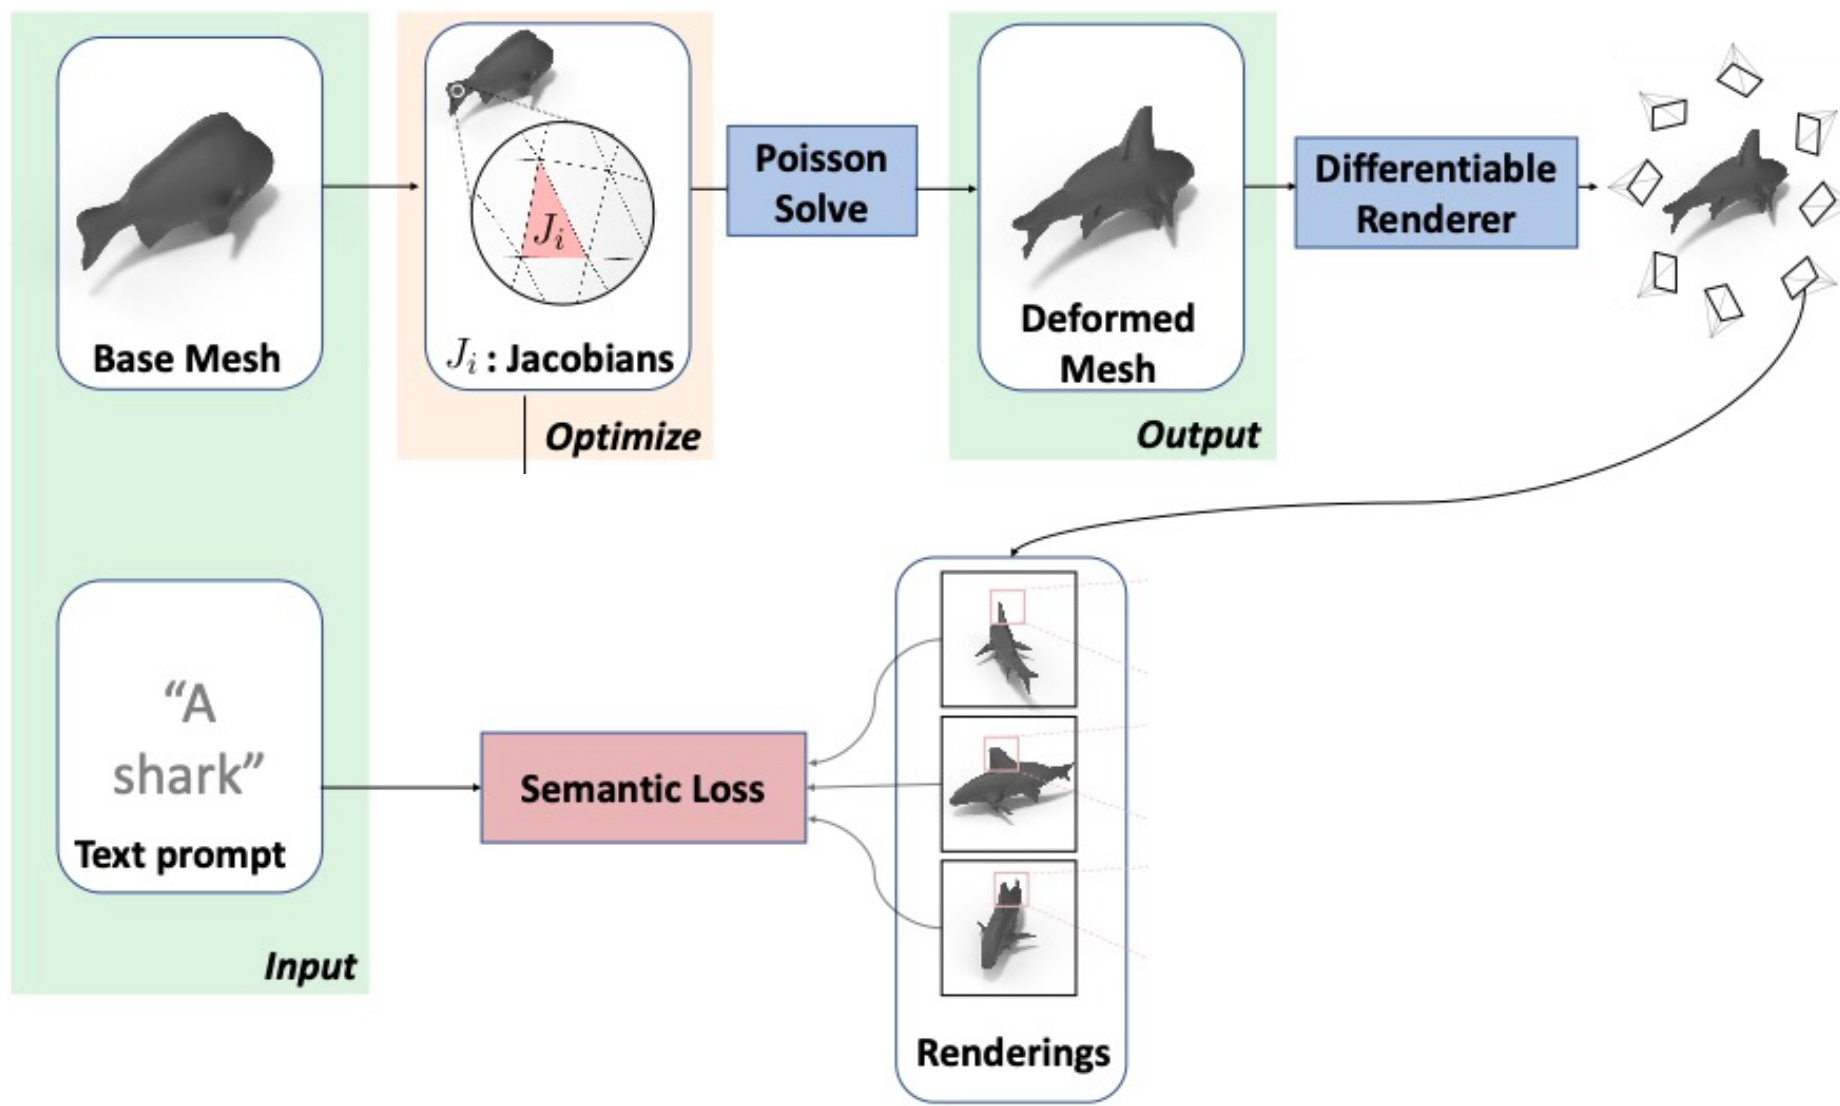 Base Mesh
J_i
J_i : Jacobians
Optimize
Poisson
Solve
Deformed
Mesh
Output
Differentiable
Renderer
“A
shark”
Text prompt
Input
Semantic Loss
Renderings